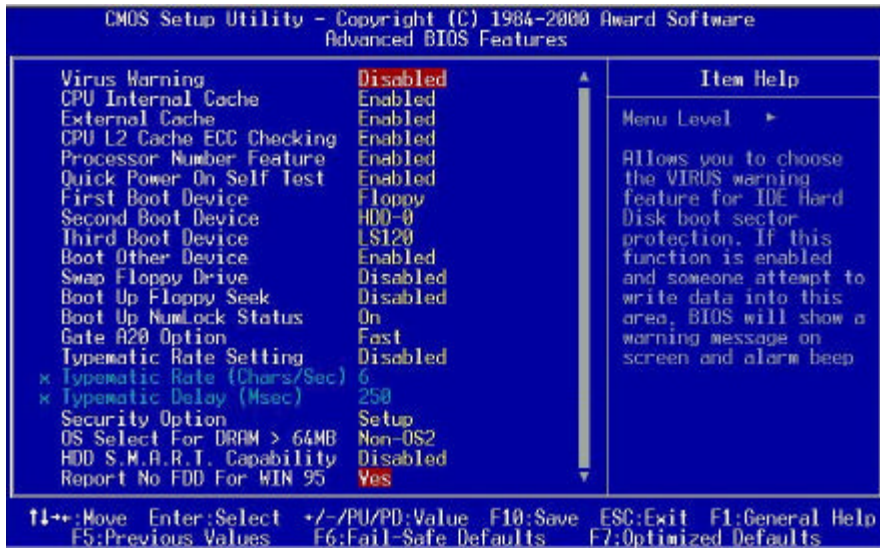 CMOS Setup Utility - Copyright (C) 1984-2000 Award Software
Advanced BIOS Features
Virus Warning Disabled
CPU Internal Cache Enabled
External Cache Enabled
CPU L2 Cache ECC Checking Enabled
Processor Number Feature Enabled
Quick Power On Self Test Enabled
First Boot Device Floppy
Second Boot Device HDD-0
Third Boot Device LS120
Boot Other Device Enabled
Swap Floppy Drive Disabled
Boot Up Floppy Seek Disabled
Boot Up NumLock Status On
Gate A20 Option Fast
Typematic Rate Setting Disabled
x Typematic Rate (Chars/Sec) 6
x Typematic Delay (Msec) 250
Security Option Setup
OS Select For DRAM > 64MB Non-OS2
HDD S.M.A.R.T. Capability Disabled
Report No FDD For WIN 95 Yes
Item Help
Menu Level ►
Allows you to choose
the VIRUS warning
feature for IDE Hard
Disk boot sector
protection. If this
function is enabled
and someone attempt to
write data into this
area, BIOS will show a
warning message on
screen and alarm beep
↑↓→←:Move Enter:Select +/-/PU/PD:Value F10:Save ESC:Exit F1:General Help
F5:Previous Values F6:Fail-Safe Defaults F7:Optimized Defaults